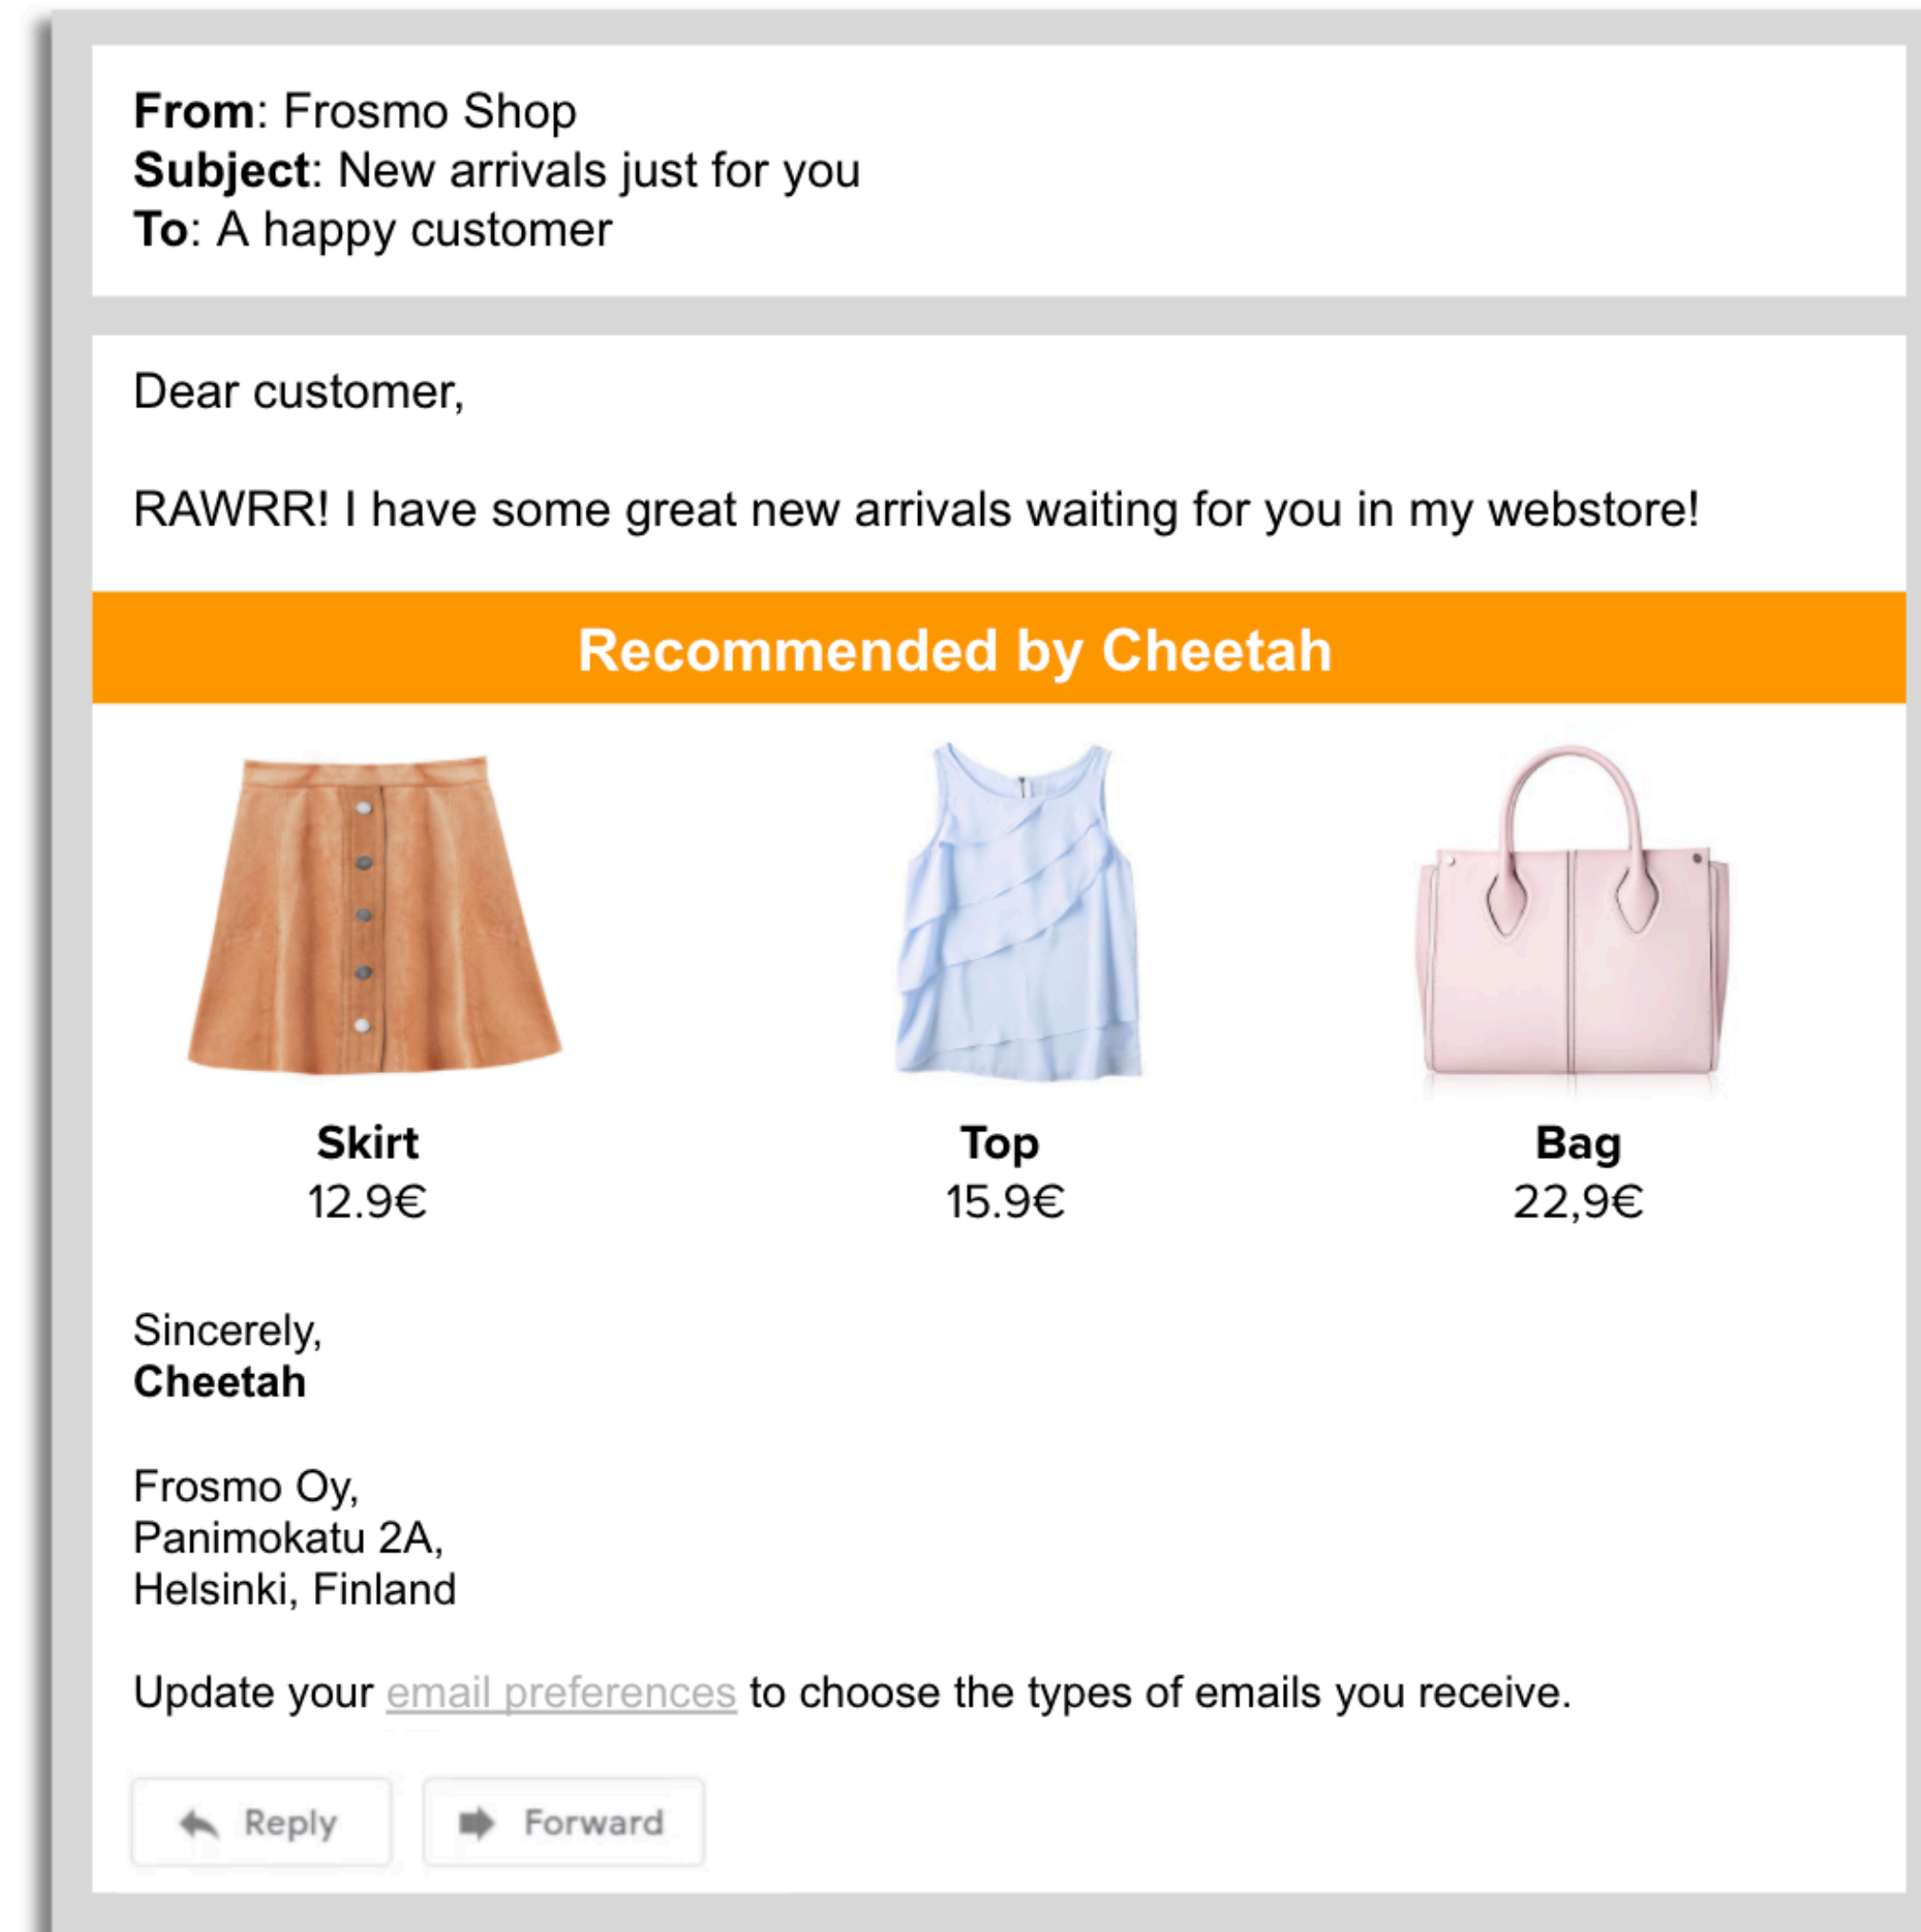 From: Frosmo Shop
Subject: New arrivals just for you
To: A happy customer
Dear customer,
RAWRR! I have some great new arrivals waiting for you in my webstore!
Recommended by Cheetah
Skirt
12.9€
Top
15.9€
Bag
22,9€
Sincerely,
Cheetah
Frosmo Oy,
Panimokatu 2A,
Helsinki, Finland
Update your email preferences to choose the types of emails you receive.
Reply
Forward